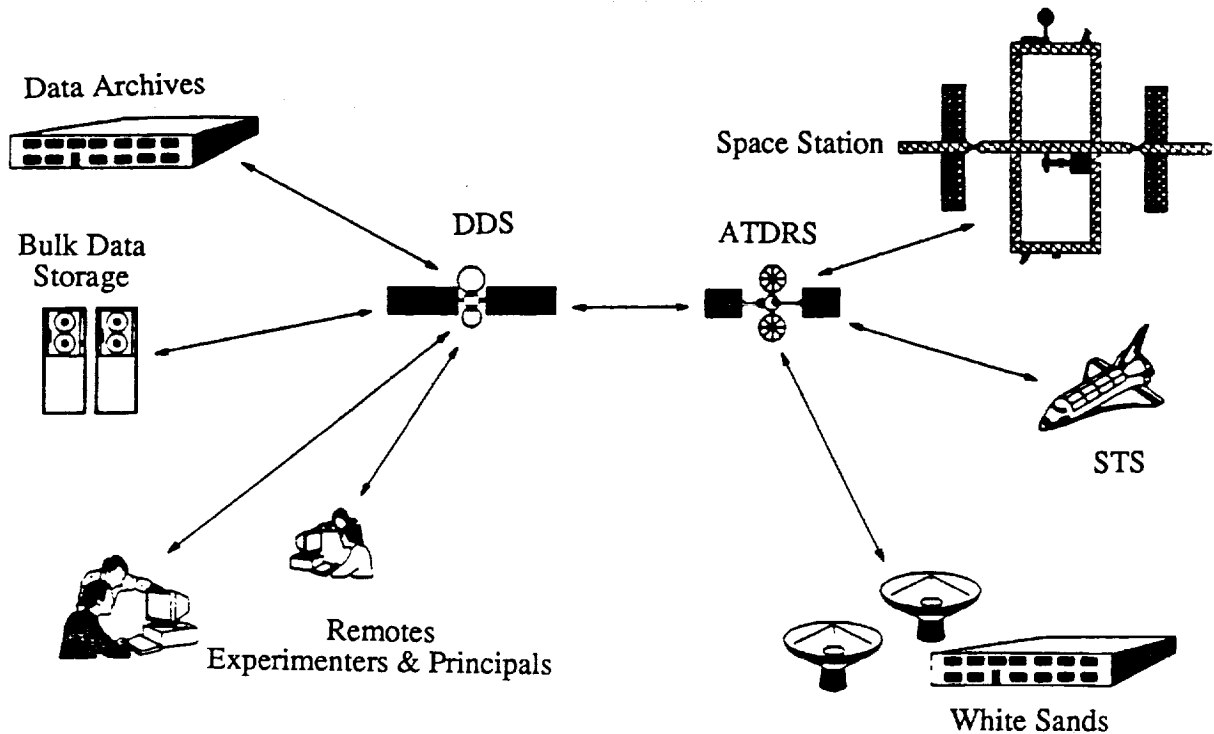 Data Archives
Space Station
DDS
ATDRS
Bulk Data
Storage
STS
Remotes
Experimenters & Principals
White Sands